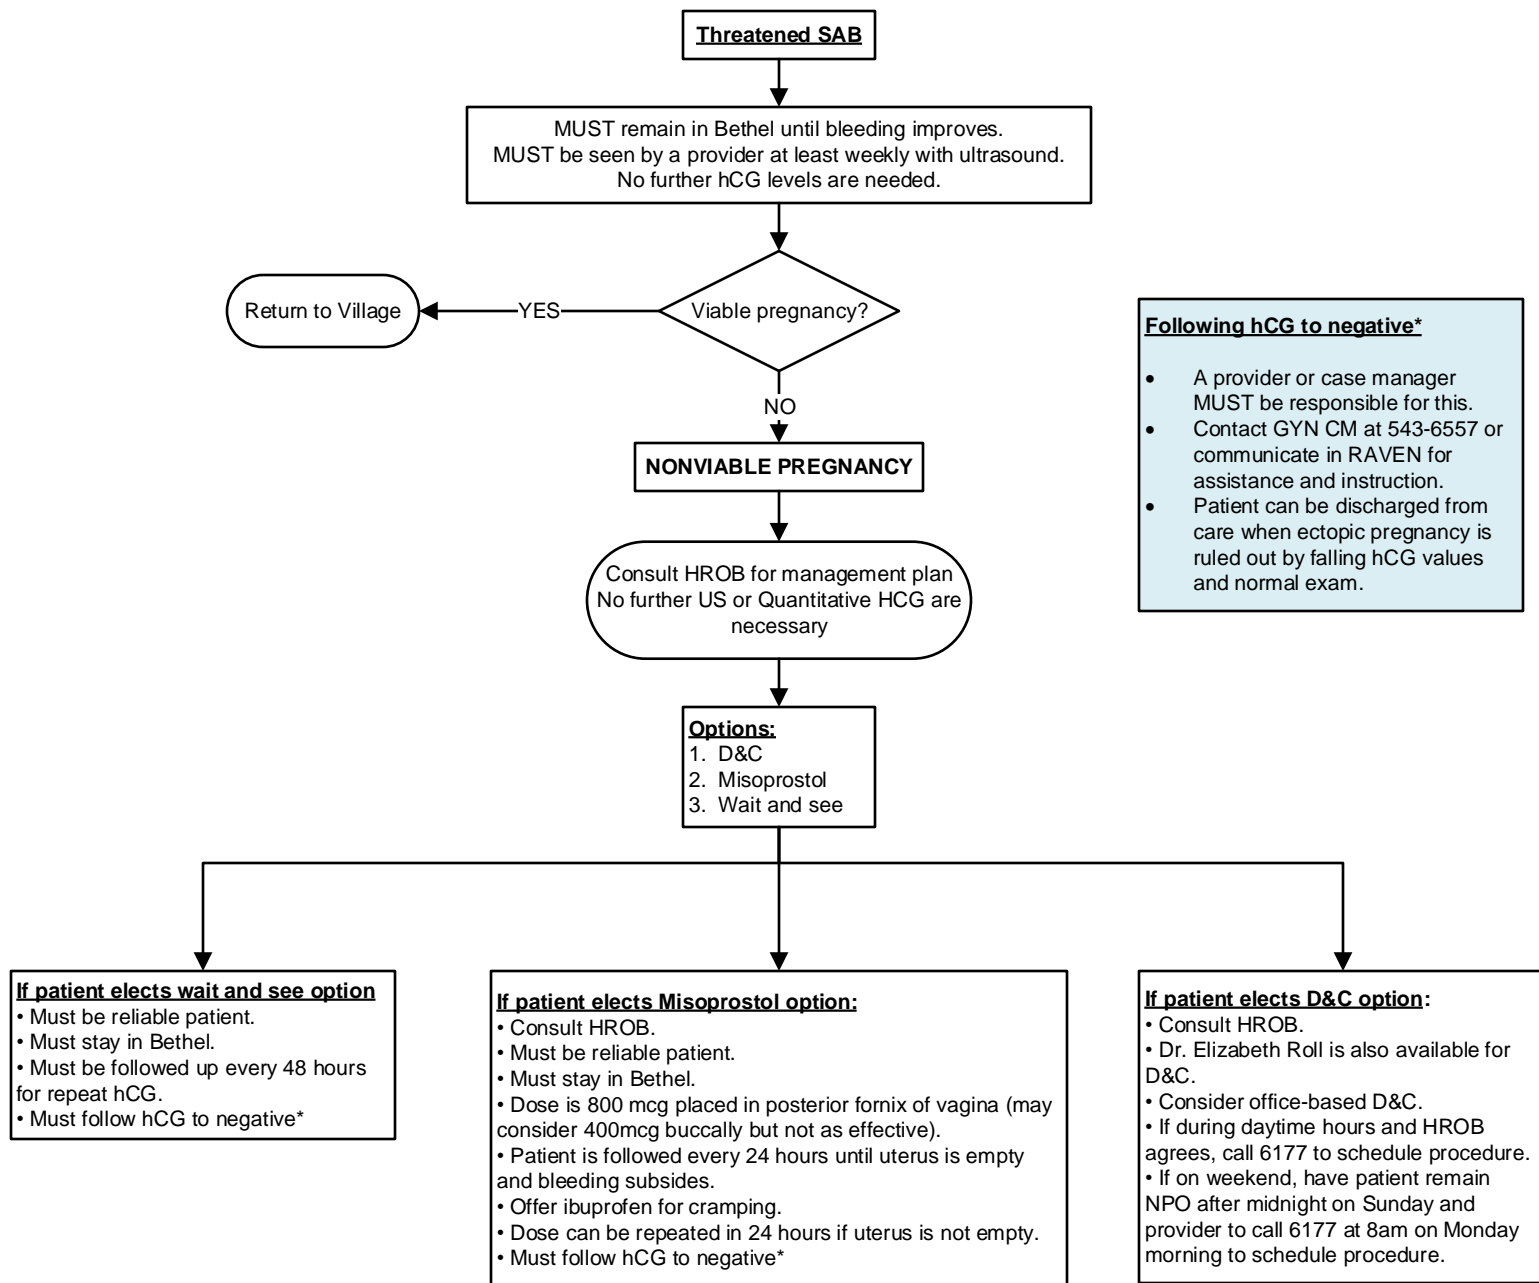 Threatened SAB
MUST remain in Bethel until bleeding improves.
MUST be seen by a provider at least weekly with ultrasound.
No further hCG levels are needed.
Return to Village
YES
Viable pregnancy?
NO
NONVIABLE PREGNANCY
Consult HROB for management plan
No further US or Quantitative HCG are
necessary
Options:
1. D&C
2. Misoprostol
3. Wait and see
Following hCG to negative*
• A provider or case manager
MUST be responsible for this.
• Contact GYN CM at 543-6557 or
communicate in RAVEN for
assistance and instruction.
• Patient can be discharged from
care when ectopic pregnancy is
ruled out by falling hCG values
and normal exam.
If patient elects wait and see option
• Must be reliable patient.
• Must stay in Bethel.
• Must be followed up every 48 hours
for repeat hCG.
• Must follow hCG to negative*
If patient elects Misoprostol option:
• Consult HROB.
• Must be reliable patient.
• Must stay in Bethel.
• Dose is 800 mcg placed in posterior fornix of vagina (may
consider 400mcg buccally but not as effective).
• Patient is followed every 24 hours until uterus is empty
and bleeding subsides.
• Offer ibuprofen for cramping.
• Dose can be repeated in 24 hours if uterus is not empty.
• Must follow hCG to negative*
If patient elects D&C option:
• Consult HROB.
• Dr. Elizabeth Roll is also available for
D&C.
• Consider office-based D&C.
• If during daytime hours and HROB
agrees, call 6177 to schedule procedure.
• If on weekend, have patient remain
NPO after midnight on Sunday and
provider to call 6177 at 8am on Monday
morning to schedule procedure.